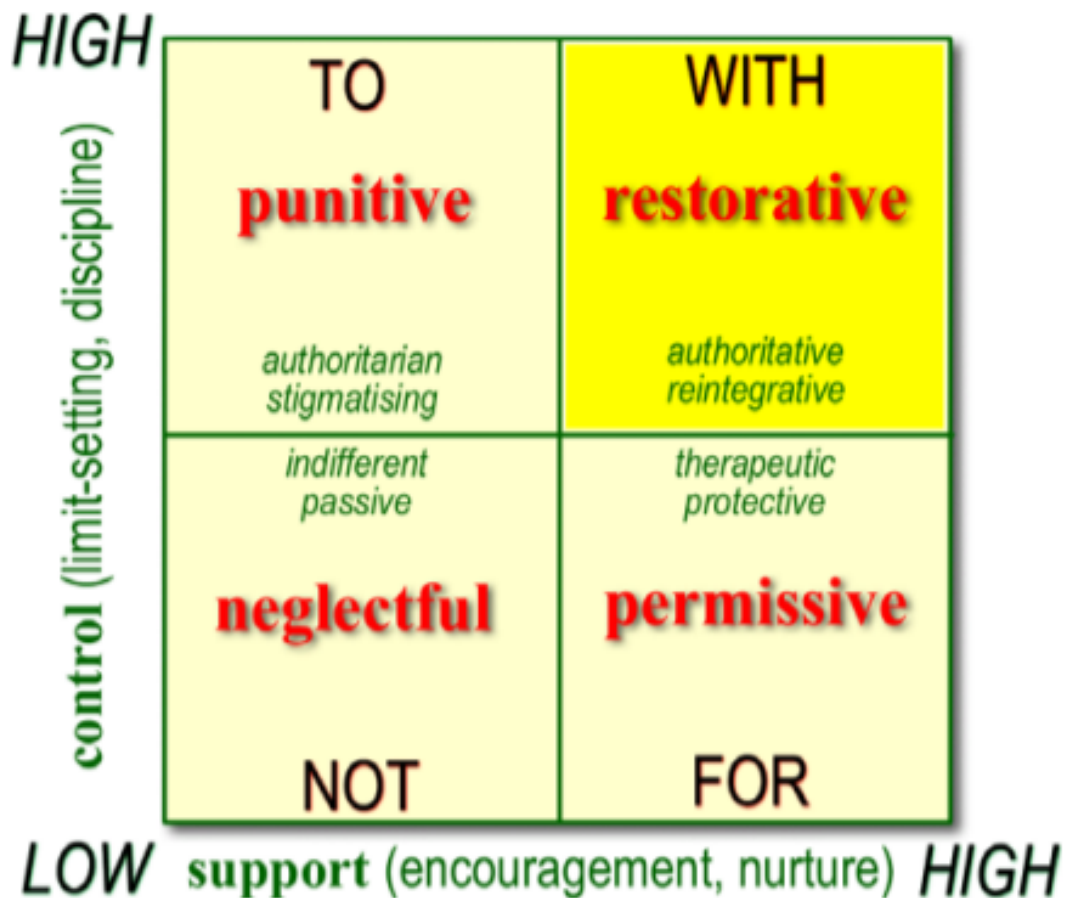 HIGH
control (limit-setting, discipline)
TO
punitive
authoritarian
stigmatising
WITH
restorative
authoritative
reintegrative
indifferent
passive
neglectful
NOT
therapeutic
protective
permissive
FOR
LOW support (encouragement, nurture) HIGH